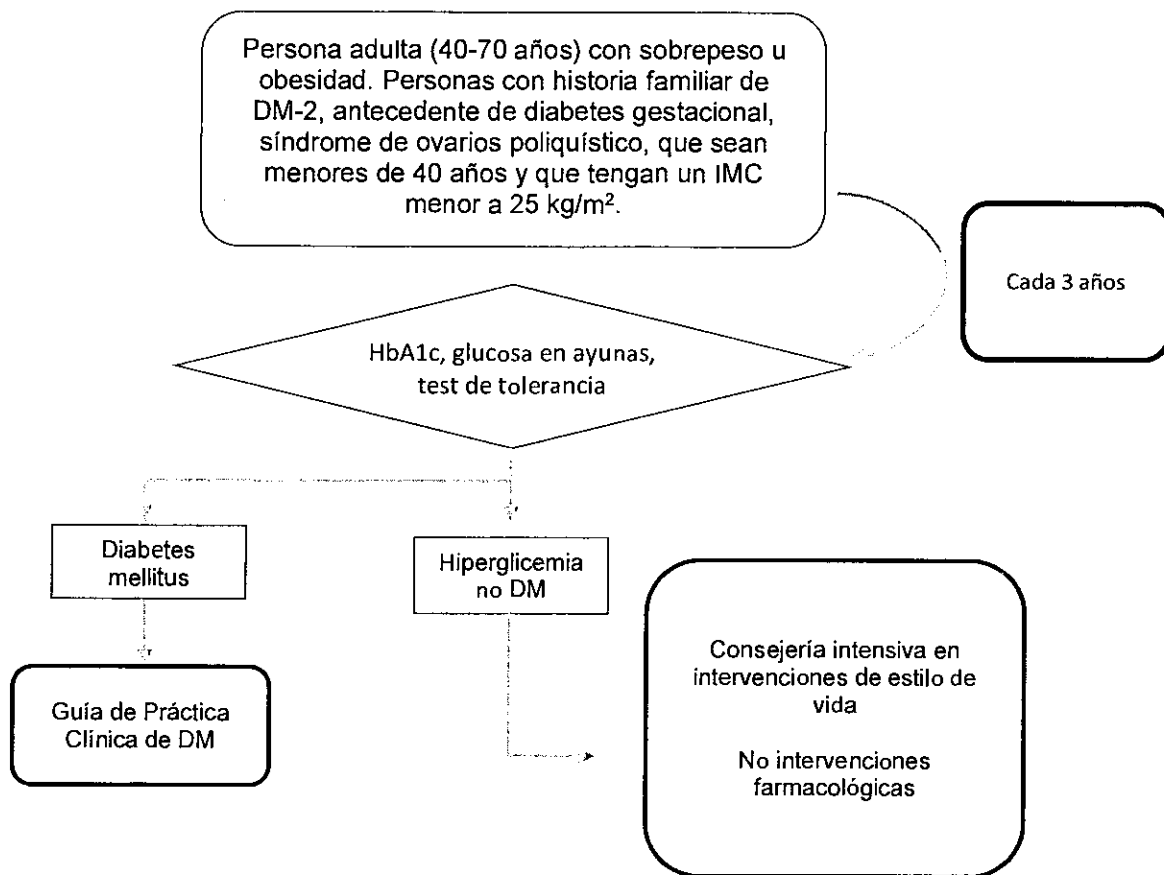 Persona adulta (40-70 años) con sobrepeso u
obesidad. Personas con historia familiar de
DM-2, antecedente de diabetes gestacional,
síndrome de ovarios poliquístico, que sean
menores de 40 años y que tengan un IMC
menor a 25 kg/m².
Cada 3 años
HbA1c, glucosa en ayunas,
test de tolerancia
Diabetes
mellitus
Hiperglicemia
no DM
Guía de Práctica
Clínica de DM
Consejería intensiva en
intervenciones de estilo de
vida
No intervenciones
farmacológicas